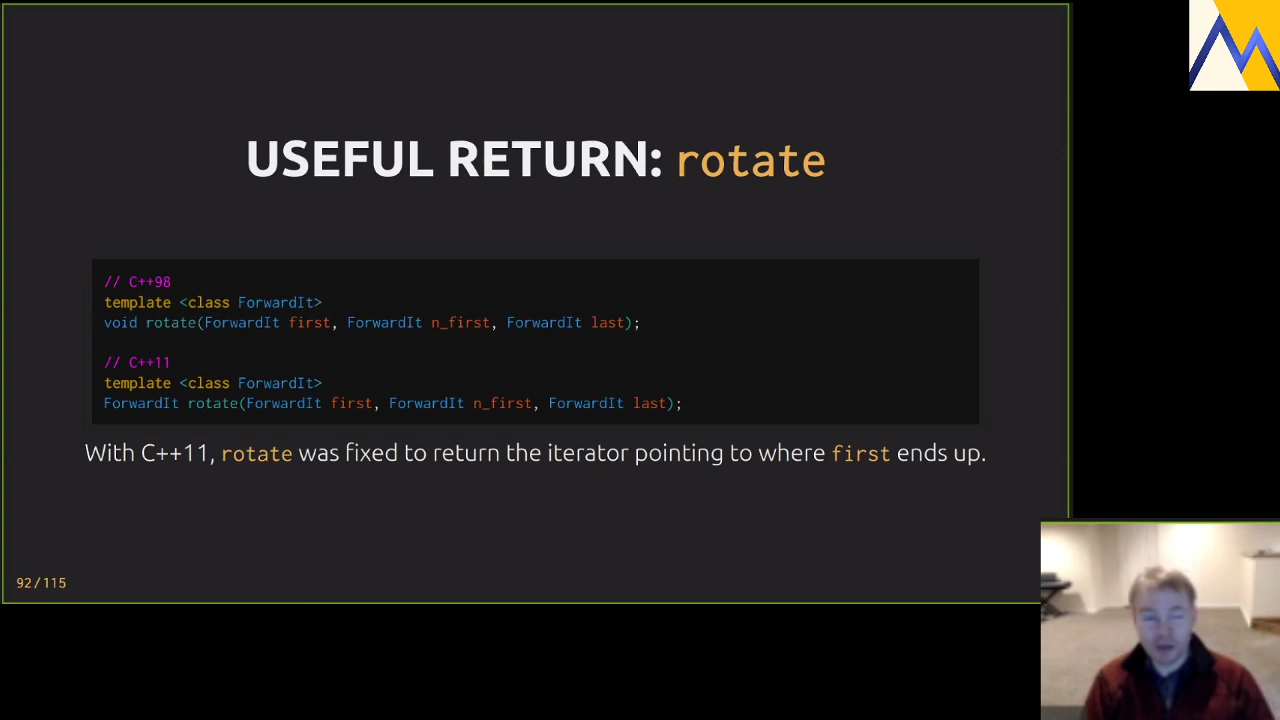 USEFUL RETURN: rotate
// C++98
template <class ForwardIt>
void rotate(ForwardIt first, ForwardIt n_first, ForwardIt last);
// C++11
template <class ForwardIt>
ForwardIt rotate(ForwardIt first, ForwardIt n_first, ForwardIt last);
With C++11, rotate was fixed to return the iterator pointing to where first ends up.
92/115